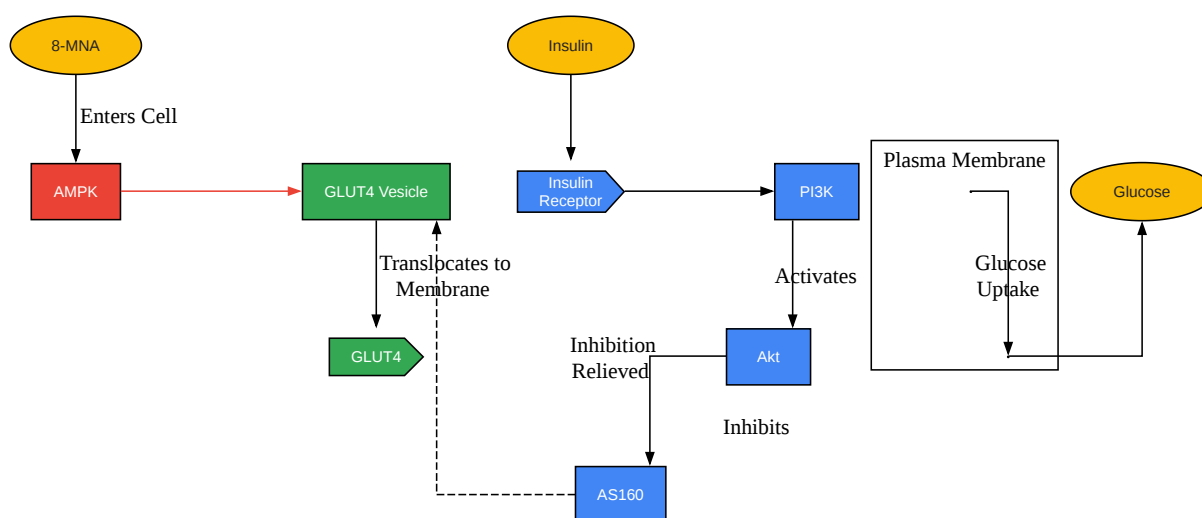 8-MNA
Insulin
Enters Cell
Plasma Membrane
AMPK
GLUT4 Vesicle
Insulin
Receptor
PI3K
Glucose
Translocates to
Membrane
Activates
Glucose
Uptake
GLUT4
Inhibition
Relieved
Akt
Inhibits
AS160